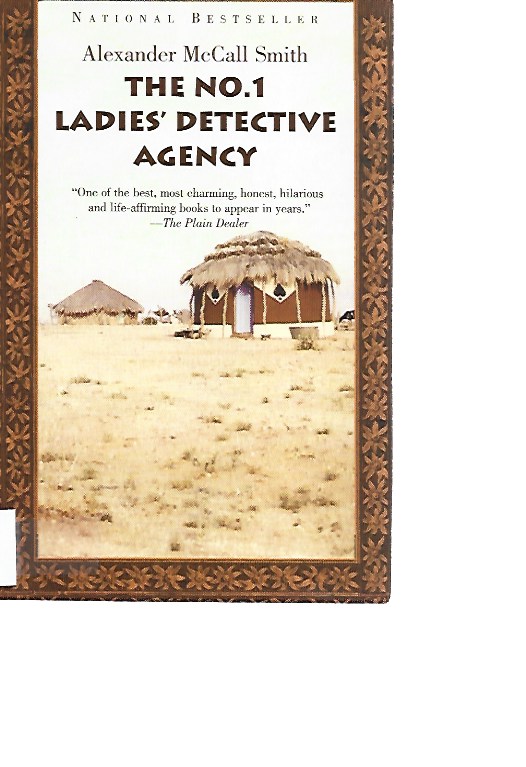 NATIONAL BESTSELLER
Alexander McCall Smith
THE NO.1
LADIES’ DETECTIVE
AGENCY
“One of the best, most charming, honest, hilarious
and life-affirming books to appear in years.”
—The Plain Dealer